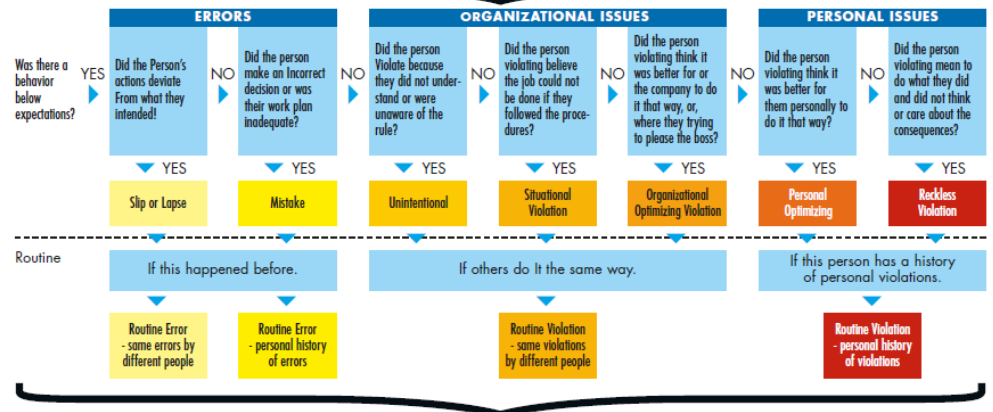 ERRORS
ORGANIZATIONAL ISSUES
PERSONAL ISSUES
Was there a
behavior
below
expectations?
YES
Did the Person's
actions deviate
From what they
intended!
NO
Did the person
make an Incorrect
decision or was
their work plan
inadequate?
NO
Did the person
Violate because
they did not under-
stand or were
unaware of the
rule?
NO
Did the person
violating believe
the job could not
be done if they
followed the proce-
dures?
NO
Did the person
violating think it
was better for or
the company to do
it that way, or,
where they trying
to please the boss?
NO
Did the person
violating think it
was better for
them personally to
do it that way?
NO
Did the person
violating mean to
do what they did
and did not think
or care about the
consequences?
YES
YES
YES
YES
YES
YES
YES
Slip or Lapse
Mistake
Unintentional
Situational
Violation
Organizational
Optimizing Violation
Personal
Optimizing
Reckless
Violation
Routine
If this happened before.
If others do It the same way.
If this person has a history
of personal violations.
Routine Error
- same errors by
different people
Routine Error
- personal history
of errors
Routine Violation
- same violations
by different people
Routine Violation
- personal history
of violations